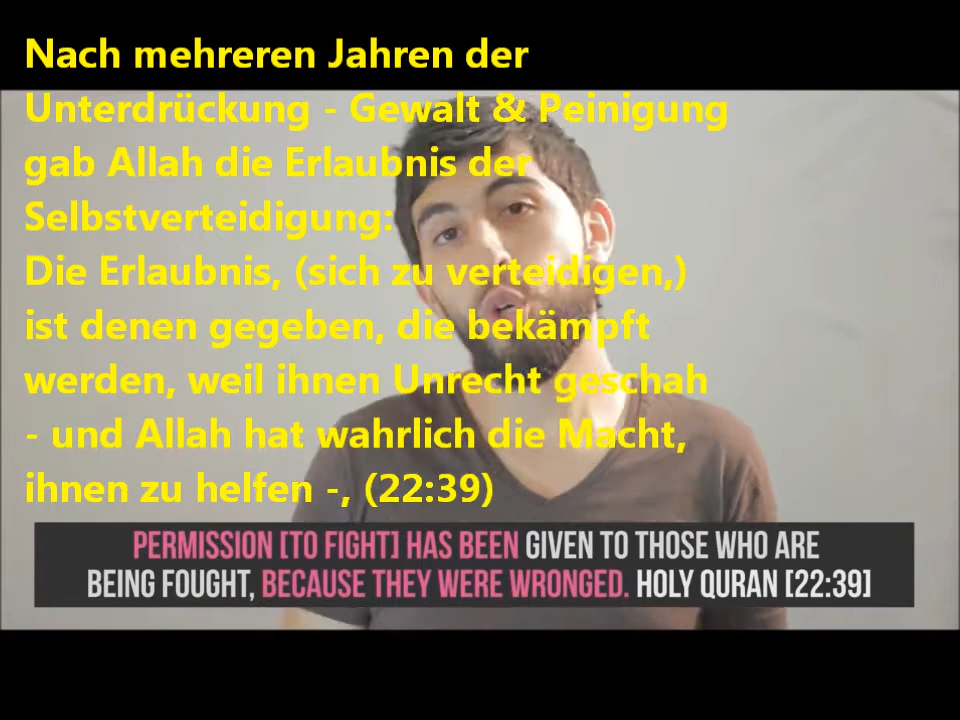 Nach mehreren Jahren der
Unterdrückung - Gewalt & Peinigung
gab Allah die Erlaubnis der
Selbstverteidigung:
Die Erlaubnis, (sich zu verteidigen,)
ist denen gegeben, die bekämpft
werden, weil ihnen Unrecht geschah
- und Allah hat wahrlich die Macht,
ihnen zu helfen -, (22:39)
PERMISSION [TO FIGHT] HAS BEEN GIVEN TO THOSE WHO ARE
BEING FOUGHT, BECAUSE THEY WERE WRONGED. HOLY QURAN [22:39]